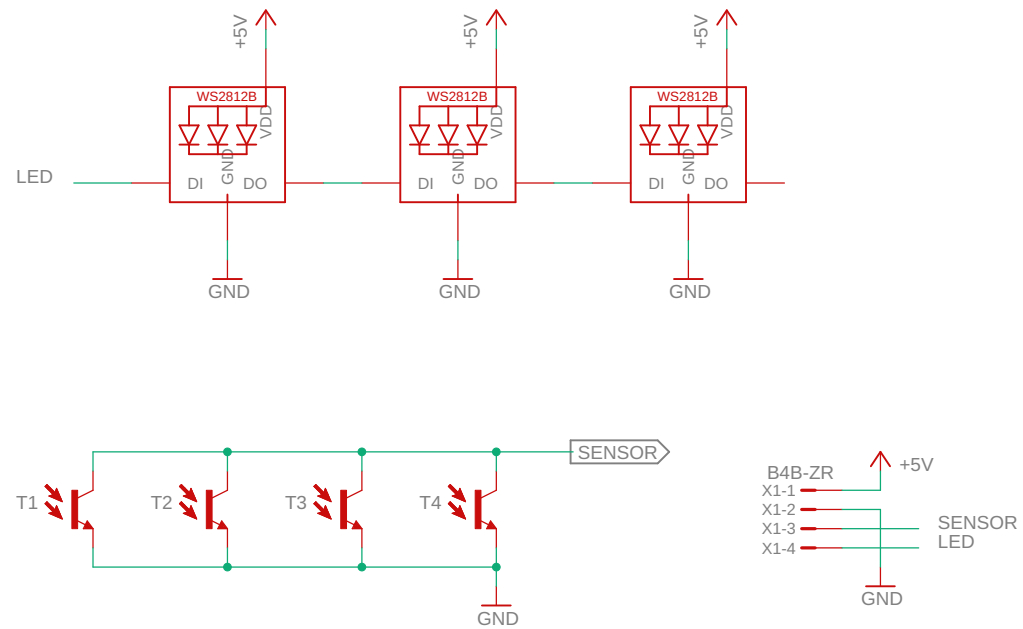 +5V +5V +5V
WS2812B WS2812B WS2812B
VDD VDD VDD
GND GND GND
LED DI DO DI DO DI DO
GND GND GND
SENSOR
T1 T2 T3 T4
B4B-ZR +5V
X1-1
X1-2
X1-3 SENSOR
X1-4 LED
GND GND